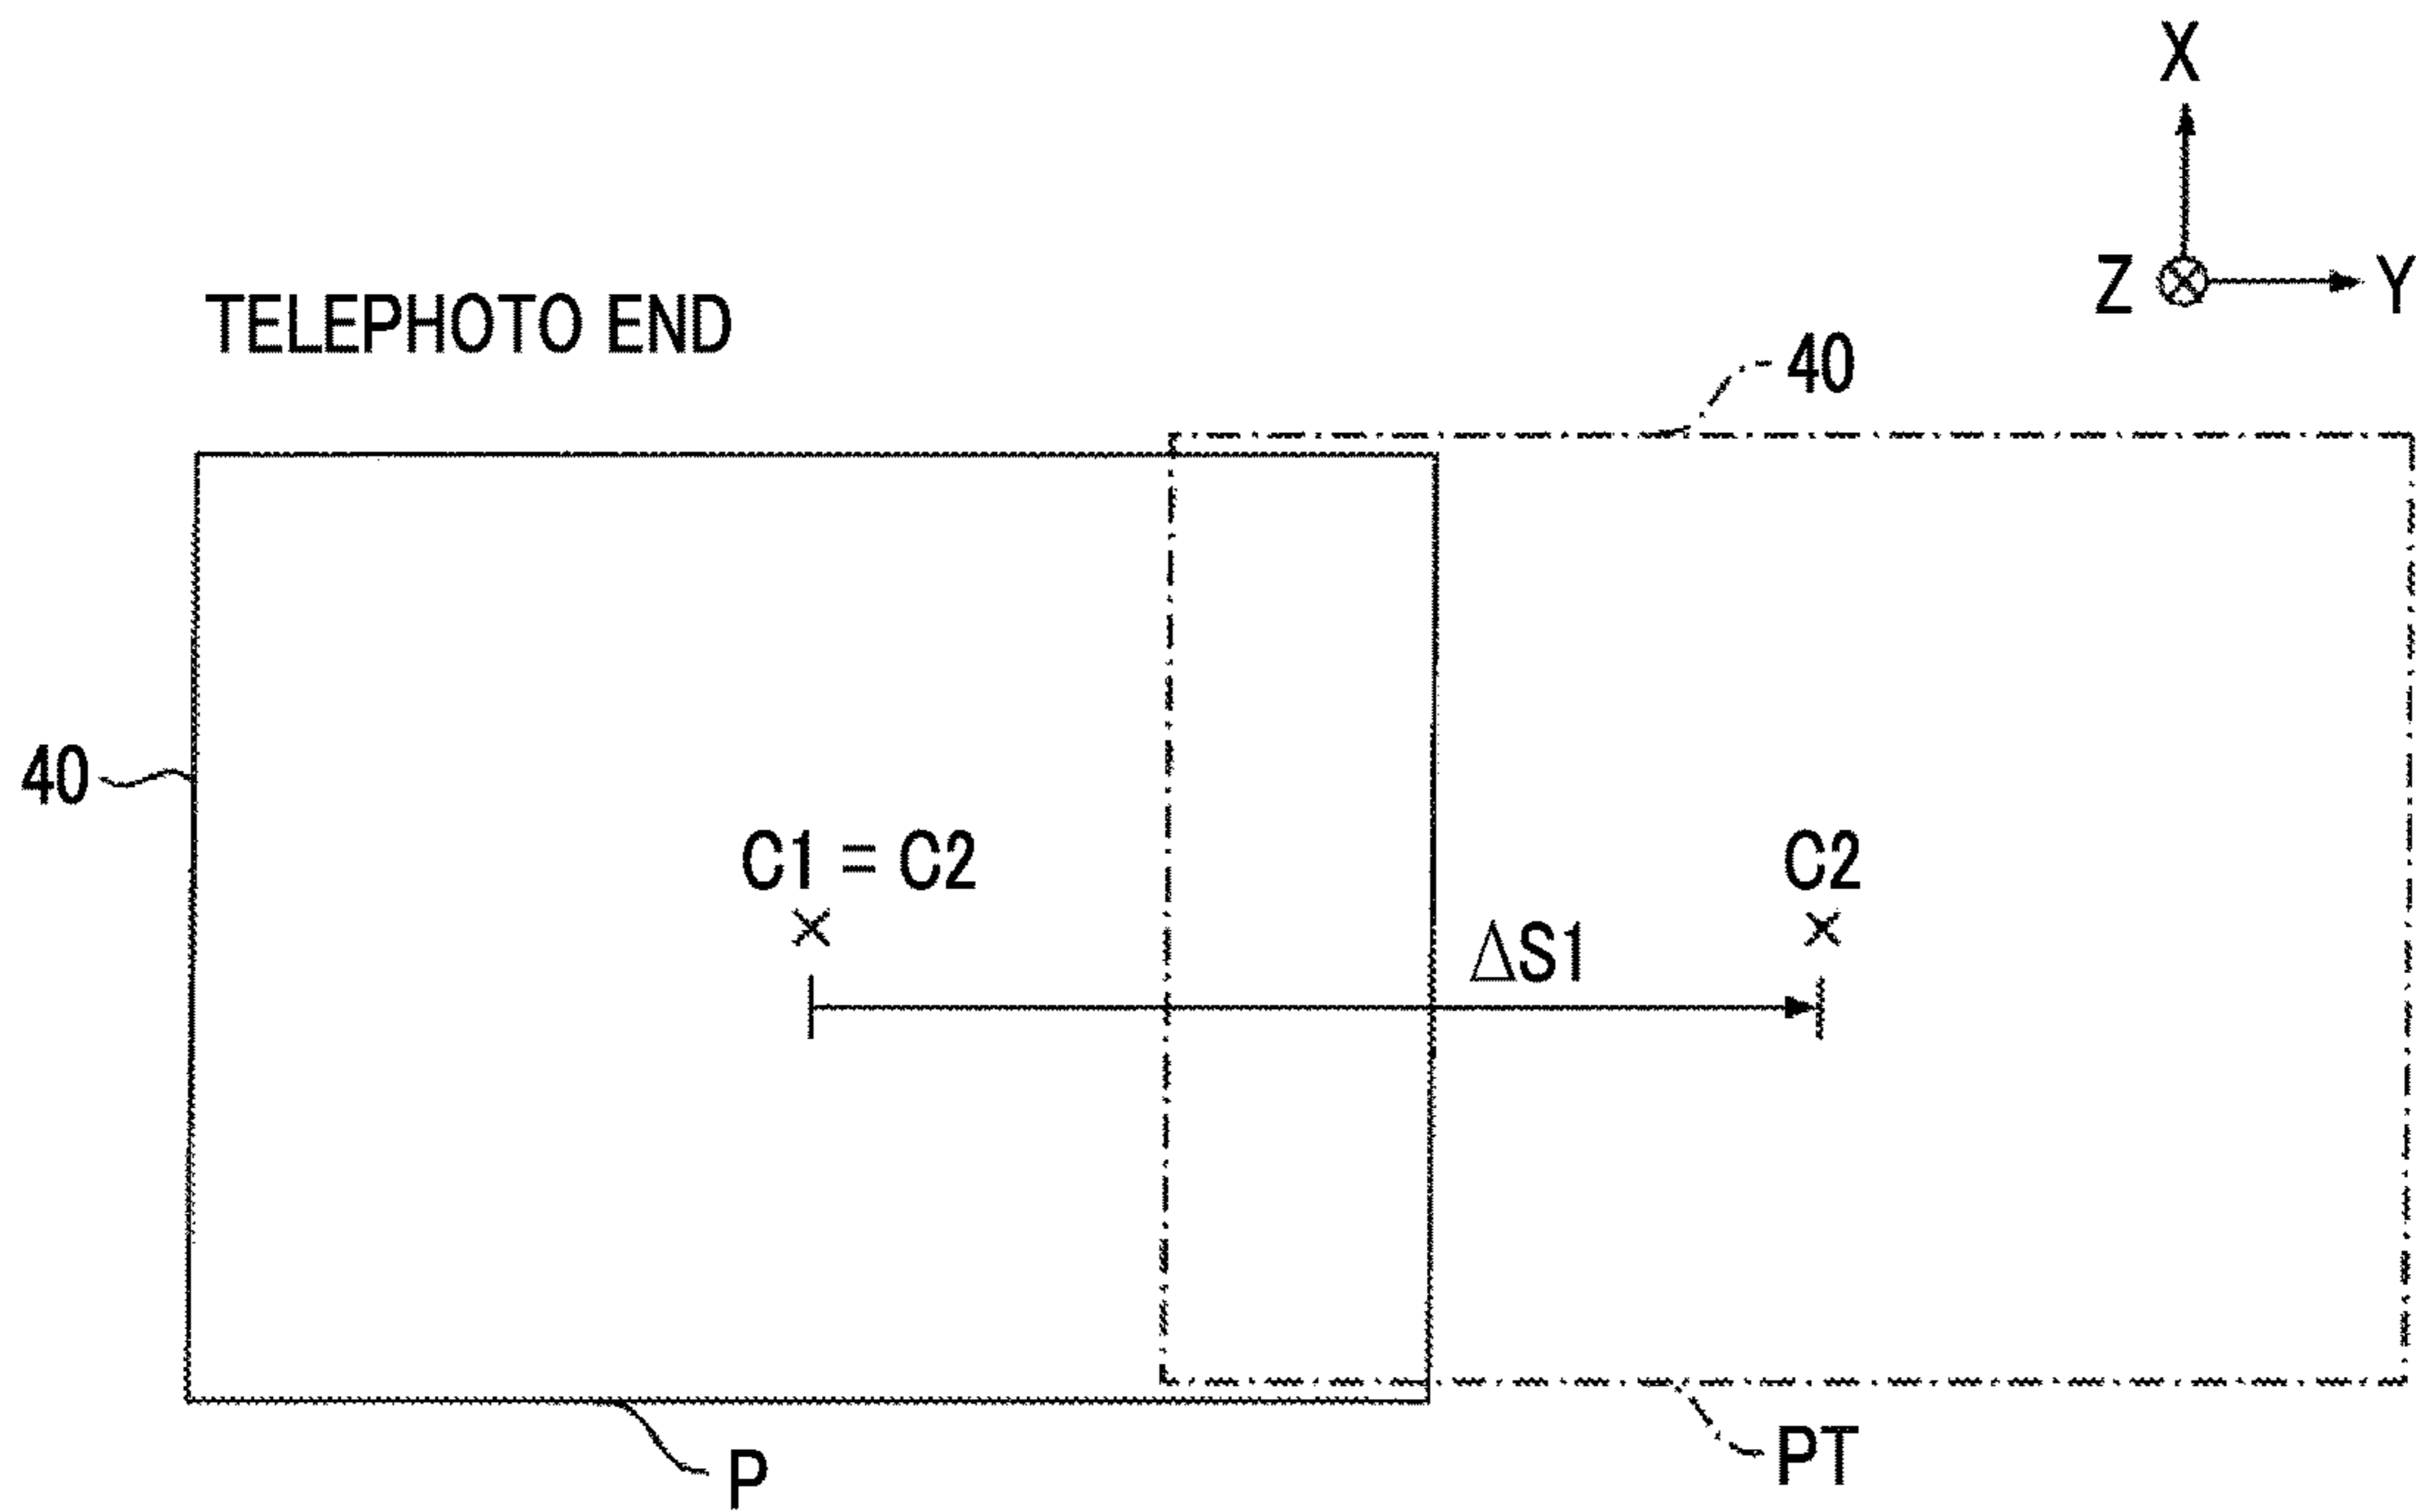 X
Z Y
TELEPHOTO END
40
40
C1 = C2
C2
ΔS1
PT
P